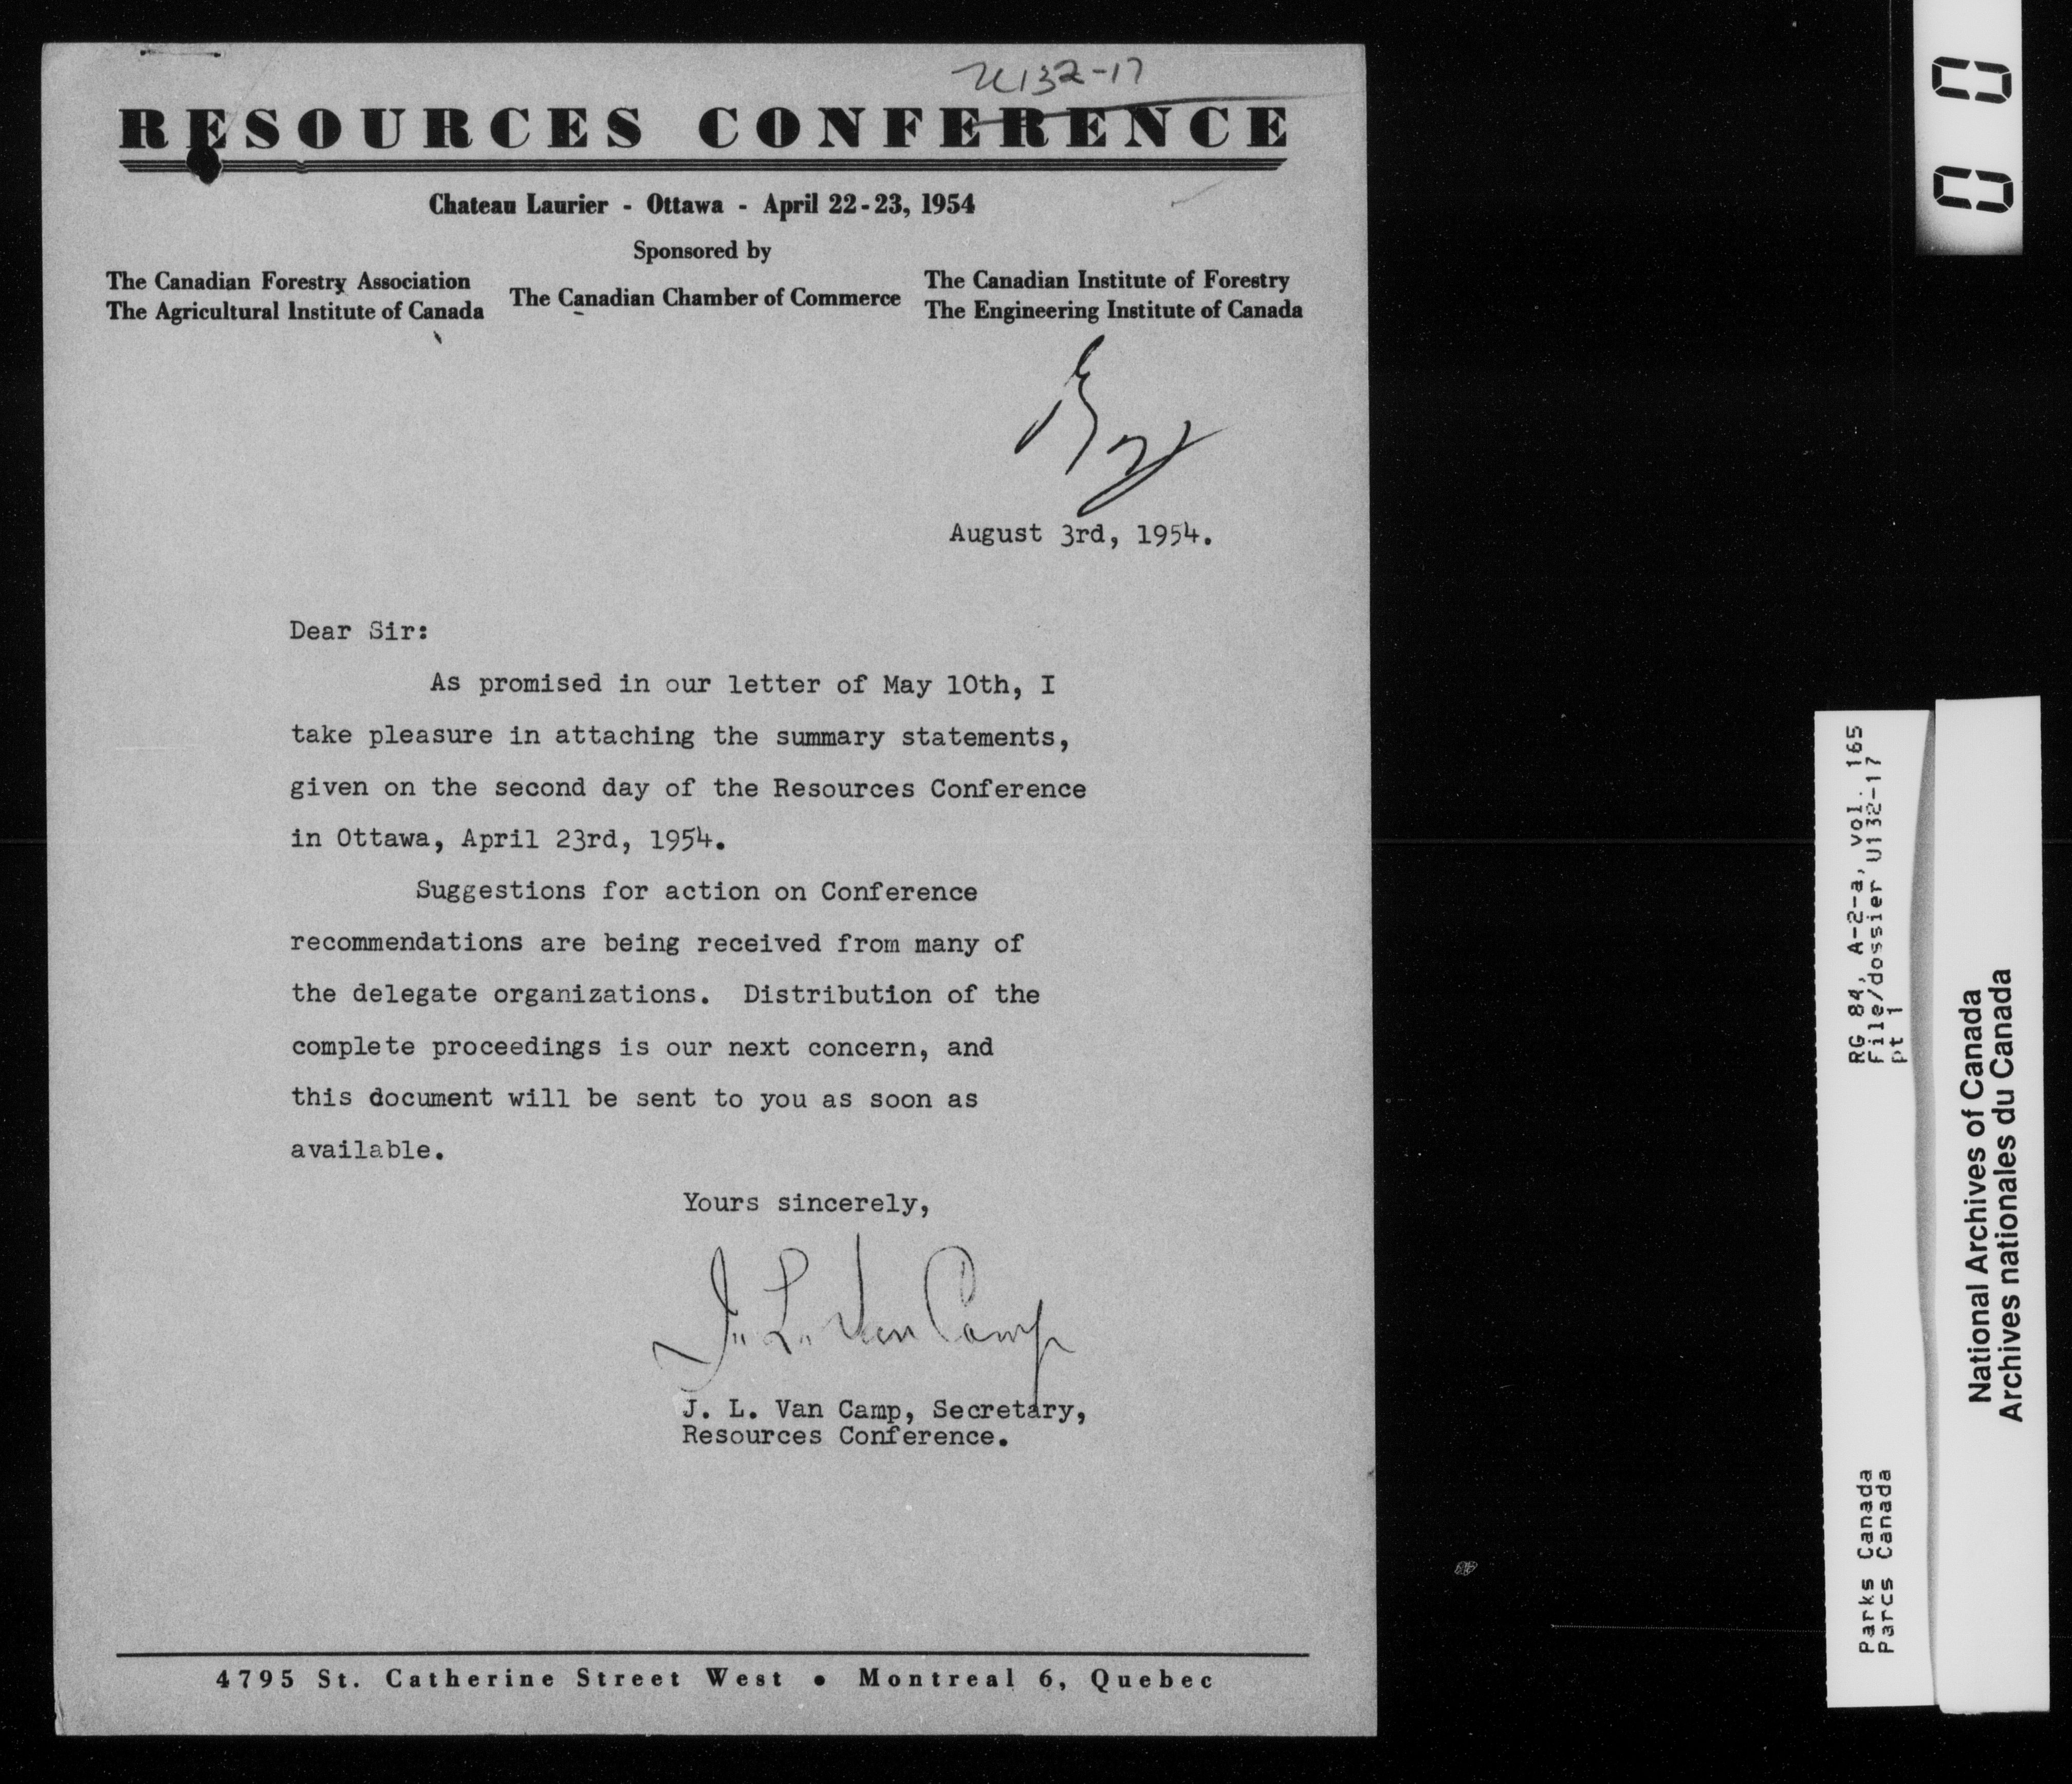 U132-17
RESOURCES CONFERENCE
Chateau Laurier - Ottawa - April 22-23, 1954
Sponsored by
The Canadian Forestry Association
The Agricultural Institute of Canada
The Canadian Chamber of Commerce
The Canadian Institute of Forestry
The Engineering Institute of Canada
August 3rd, 1954.
Dear Sir:
As promised in our letter of May 10th, I
take pleasure in attaching the summary statements,
given on the second day of the Resources Conference
in Ottawa, April 23rd, 1954.
Suggestions for action on Conference
recommendations are being received from many of
the delegate organizations. Distribution of the
complete proceedings is our next concern, and
this document will be sent to you as soon as
available.
Yours sincerely,
J. L. Van Camp
J. L. Van Camp, Secretary,
Resources Conference.
4795 St. Catherine Street West • Montreal 6, Quebec
00
RG 84, A-2-a, vol. 165
File/dossier U132-17
pt 1
Parks Canada
Parcs Canada
National Archives of Canada
Archives nationales du Canada